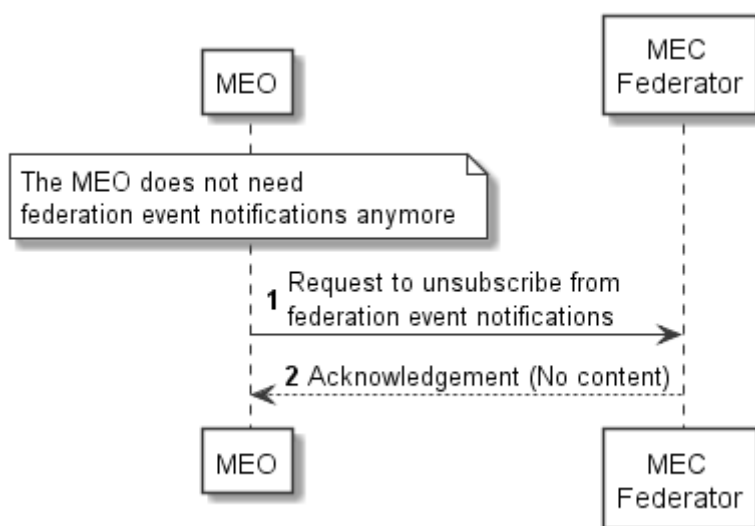 MEO
MEC
Federator
The MEO does not need
federation event notifications anymore
1 Request to unsubscribe from
federation event notifications
2 Acknowledgement (No content)
MEO
MEC
Federator